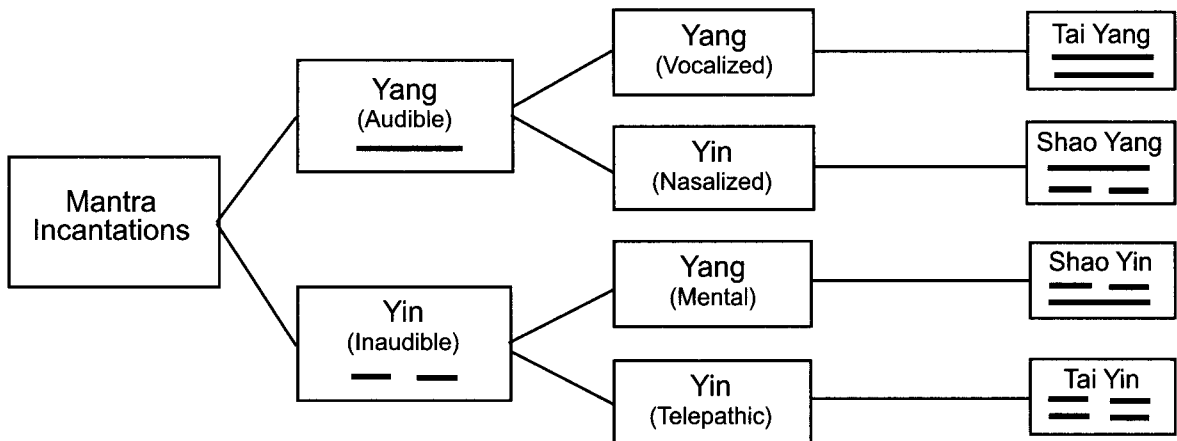 Mantra
Incantations
Yang
(Audible)
Yin
(Inaudible)
Yang
(Vocalized)
Yin
(Nasalized)
Yang
(Mental)
Yin
(Telepathic)
Tai Yang
Shao Yang
Shao Yin
Tai Yin